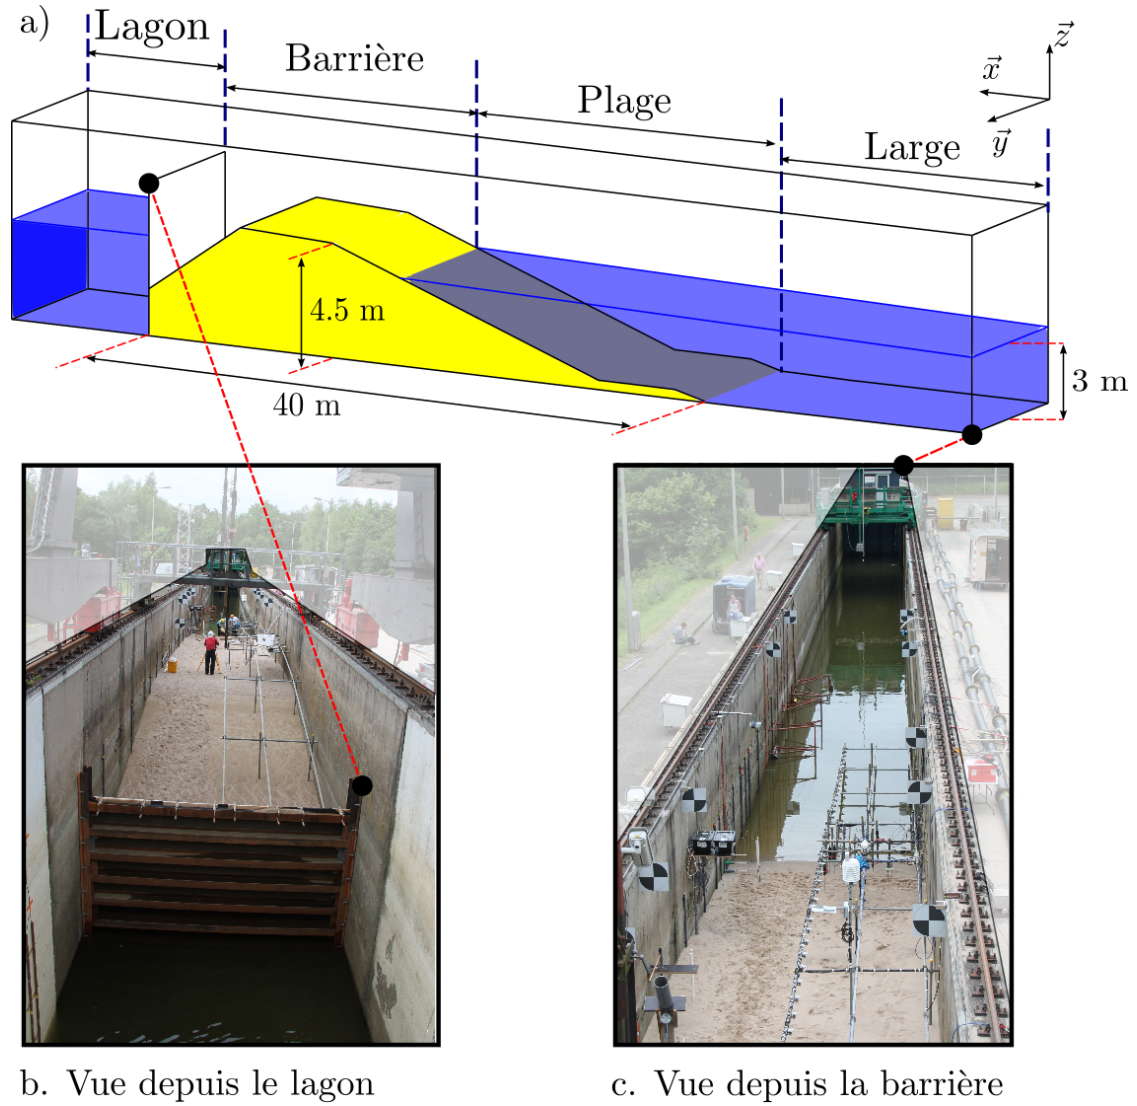 a)
Lagon
Barrière
Plage
Large
x
y
z
4.5 m
40 m
3 m
b. Vue depuis le lagon
c. Vue depuis la barrière